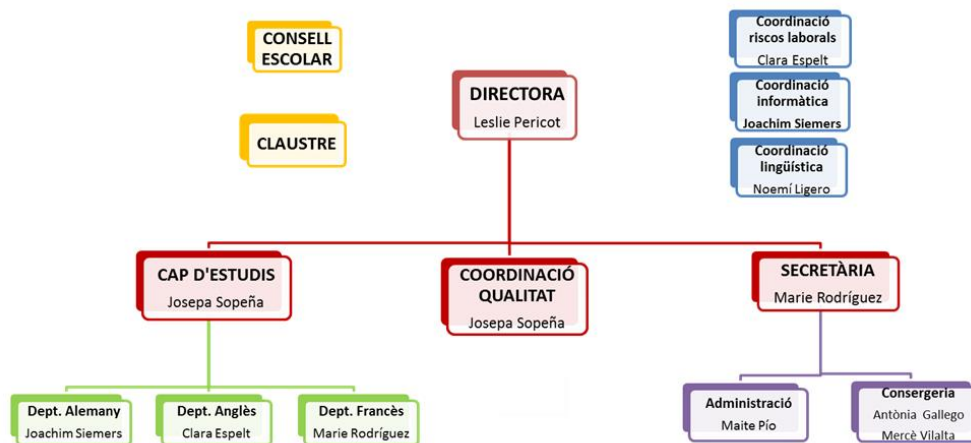 CONSELL
ESCOLAR
CLAUSTRE
DIRECTORA
Leslie Pericot
Coordinació
riscos laborals
Clara Espelt
Coordinació
informàtica
Joachim Siemers
Coordinació
lingüística
Noemí Ligero
CAP D'ESTUDIS
Josepa Sopeña
COORDINACIÓ
QUALITAT
Josepa Sopeña
SECRETÀRIA
Marie Rodríguez
Dept. Alemany
Joachim Siemers
Dept. Anglès
Clara Espelt
Dept. Francès
Marie Rodríguez
Administració
Maite Pío
Consergeria
Antònia Gallego
Mercè Vilalta